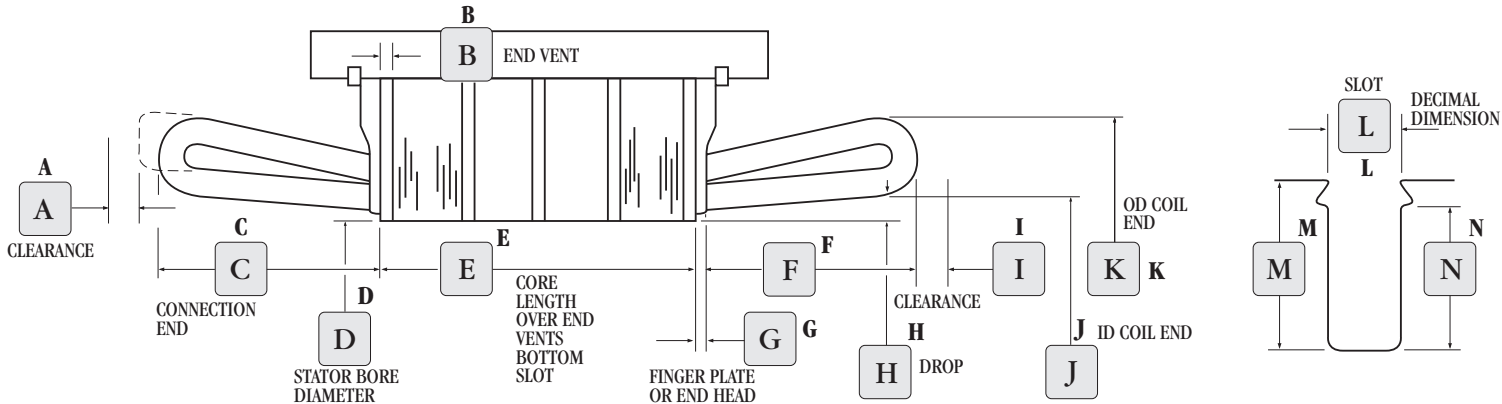 B
B
END VENT
SLOT
L
DECIMAL
DIMENSION
L
A
A
CLEARANCE
C
C
CONNECTION
END
E
E
CORE
LENGTH
OVER END
VENTS
BOTTOM
SLOT
D
D
STATOR BORE
DIAMETER
F
F
G
G
FINGER PLATE
OR END HEAD
CLEARANCE
I
I
H
H
DROP
OD COIL
END
K
K
J
ID COIL END
J
M
M
N
N